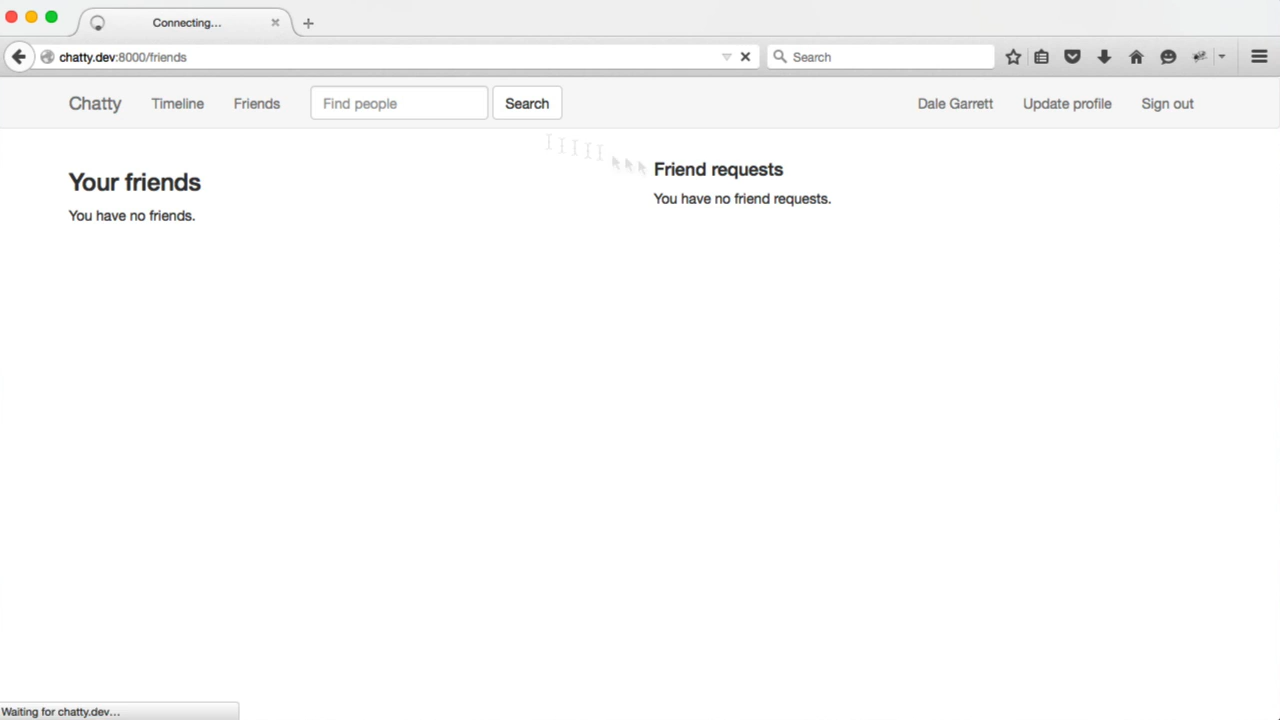 Connecting...
chatty.dev:8000/friends
Search
Chatty Timeline Friends Find people Search Dale Garrett Update profile Sign out
Your friends
You have no friends.
Friend requests
You have no friend requests.
Waiting for chatty.dev...